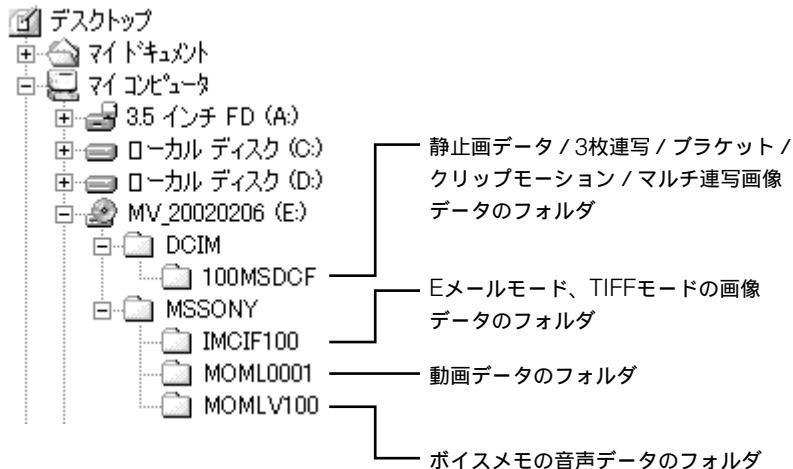 デスクトップ
マイ ドキュメント
マイ コンピュータ
3.5 インチ FD (A:)
ローカル ディスク (C:)
ローカル ディスク (D:)
MV_20020206 (E:)
DCIM
100MSDCF
MSSONY
IMCIF100
MOML0001
MOMLV100
静止画データ / 3枚連写 / ブラケット /
クリップモーション / マルチ連写画像
データのフォルダ
Eメールモード、TIFFモードの画像
データのフォルダ
動画データのフォルダ
ボイスメモの音声データのフォルダ